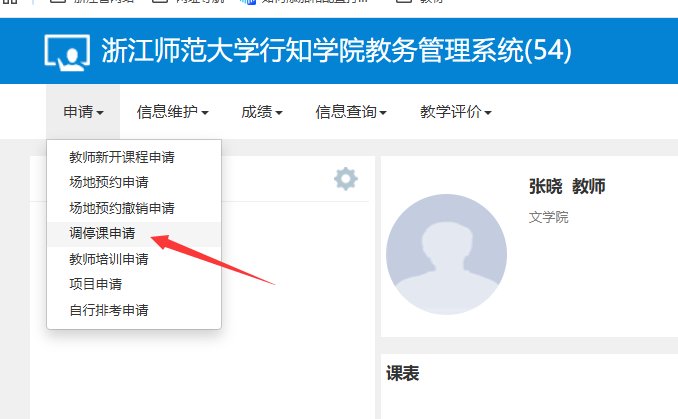 浙江师范大学行知学院教务管理系统(54)
申请 信息维护 成绩 信息查询 教学评价
教师新开课程申请
场地预约申请
场地预约撤销申请
调停课申请
教师培训申请
项目申请
自行排考申请
张晓 教师
文学院
课表